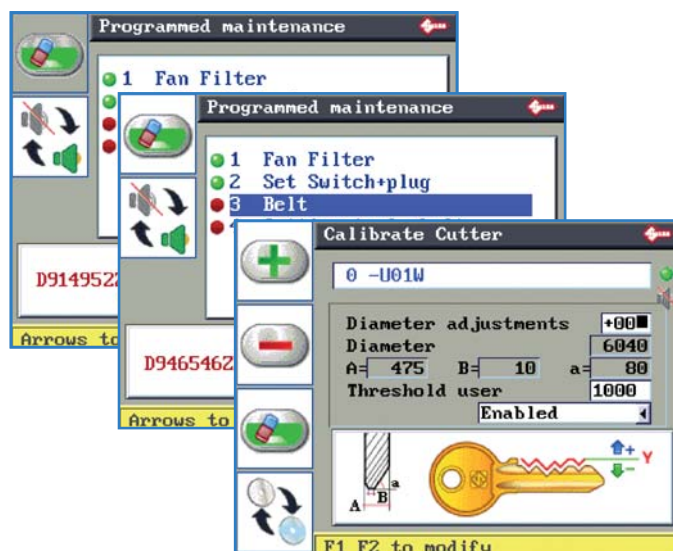 Programmed maintenance
1 Fan Filter
D9149522
Arrows to
Programmed maintenance
1 Fan Filter
2 Set Switch+plug
3 Belt
D9465462
Arrows to
Calibrate Cutter
0 -U01W
Diameter adjustments +00
Diameter 6040
A= 475 B= 10 a= 80
Threshold user 1000
Enabled
A B a
Y
F1 F2 to modify